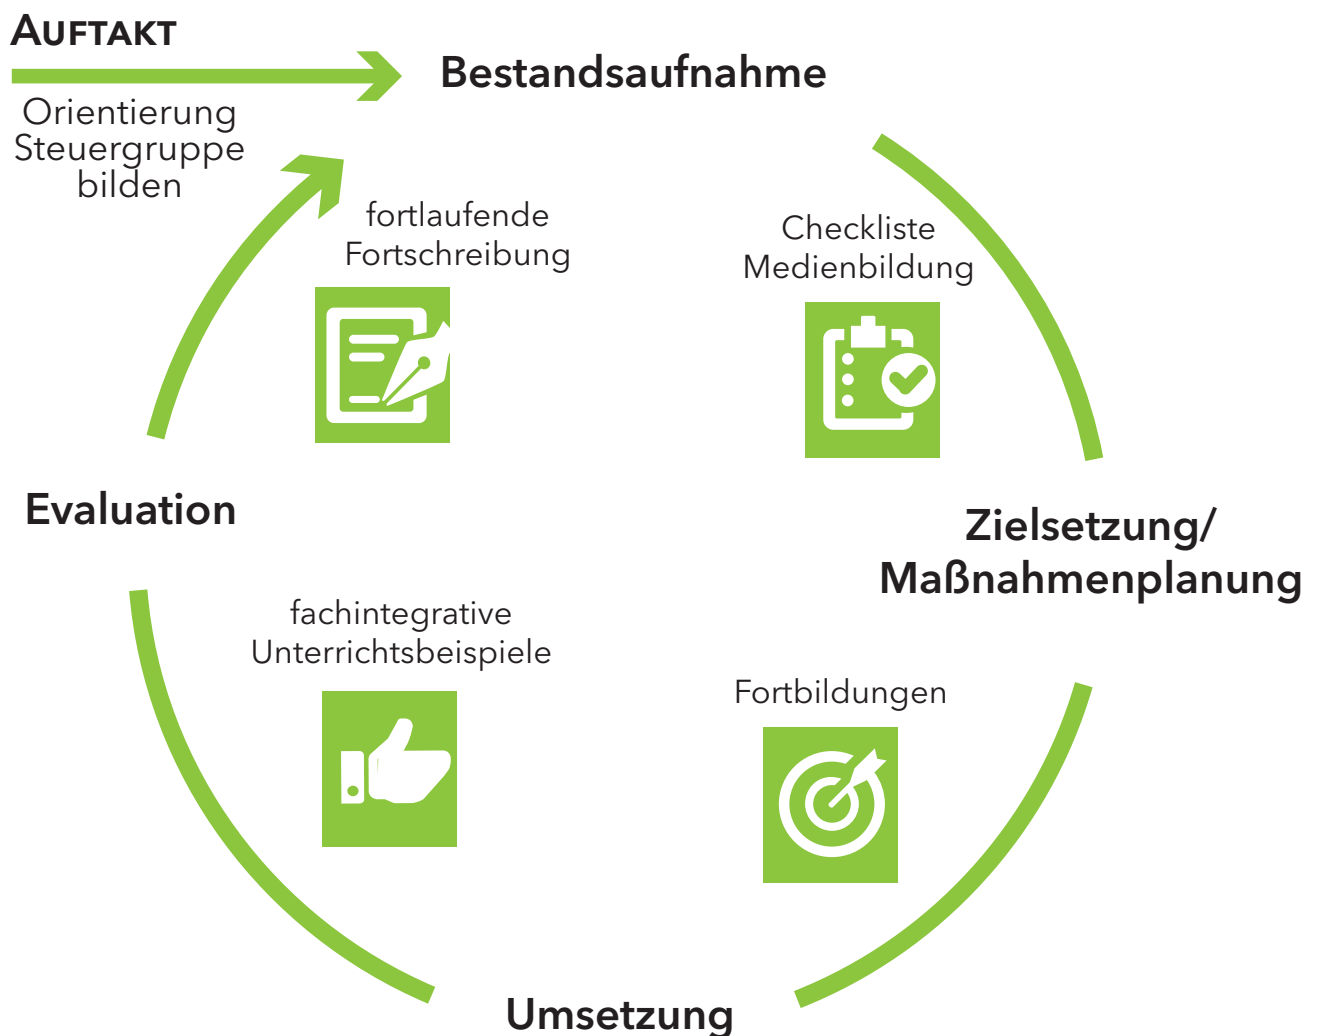 AUFTAKT
Orientierung
Steuergruppe
bilden
Bestandsaufnahme
fortlaufende
Fortschreibung
Checkliste
Medienbildung
Evaluation
Zielsetzung/
Maßnahmenplanung
fachintegrative
Unterrichtsbeispiele
Fortbildungen
Umsetzung